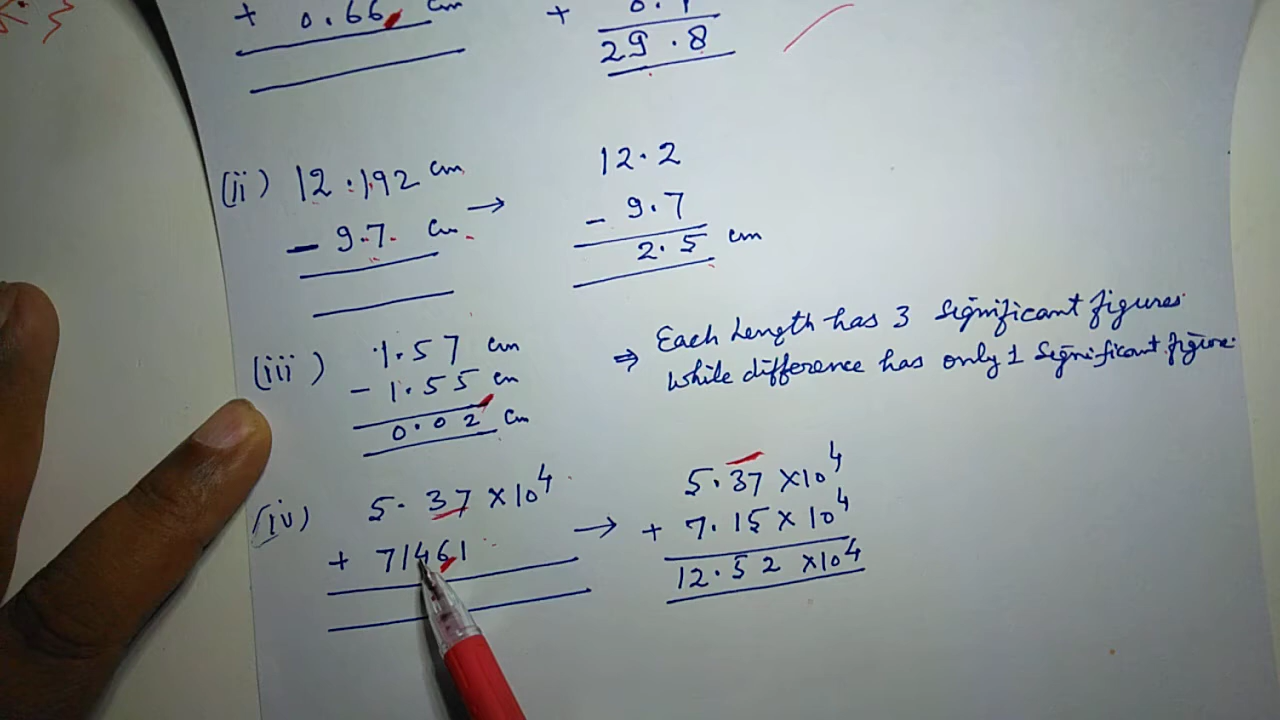 + 0.66 cm
+ 0.1
29.8
(ii) 12.192 cm
- 9.7 cm
→
12.2
- 9.7
2.5 cm
(iii) 1.57 cm
- 1.55 cm
0.02 cm
⇒ Each Length has 3 significant figures
while difference has only 1 significant figure.
(iv) 5.37 × 10⁴
+ 71461
→
5.37 × 10⁴
+ 7.15 × 10⁴
12.52 × 10⁴